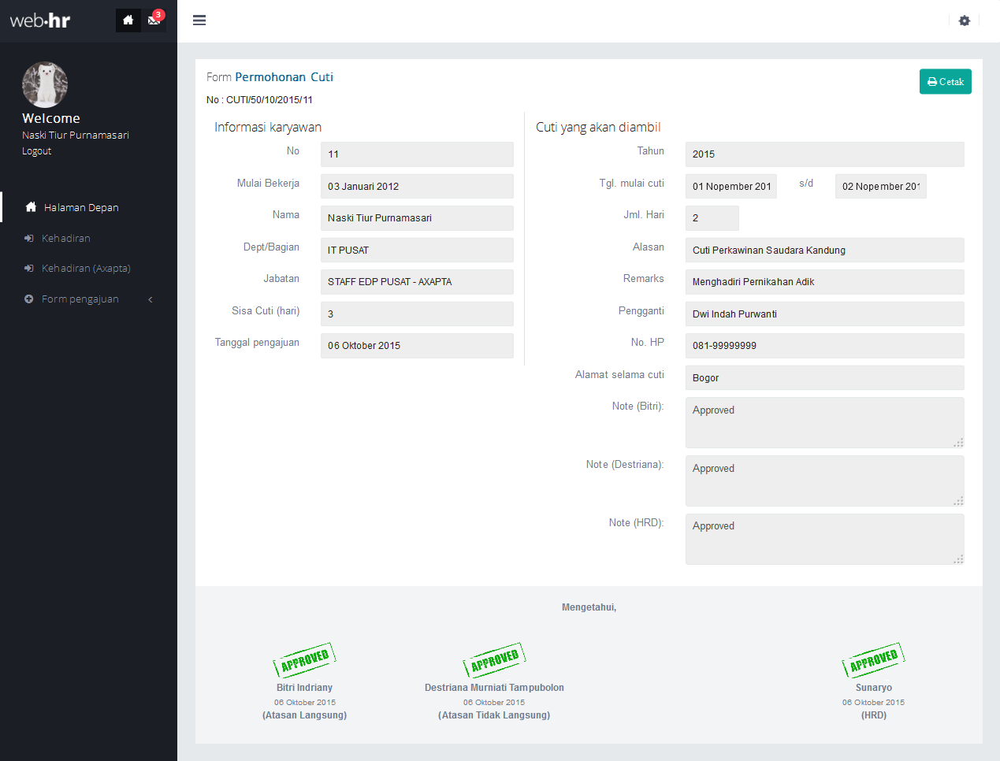 web·hr
3
Welcome
Naski Tiur Purnamasari
Logout
Halaman Depan
Kehadiran
Kehadiran (Axapta)
Form pengajuan
Form Permohonan Cuti
Cetak
No : CUTI/50/10/2015/11
Informasi karyawan
No 11
Mulai Bekerja 03 Januari 2012
Nama Naski Tiur Purnamasari
Dept/Bagian IT PUSAT
Jabatan STAFF EDP PUSAT - AXAPTA
Sisa Cuti (hari) 3
Tanggal pengajuan 06 Oktober 2015
Cuti yang akan diambil
Tahun 2015
Tgl. mulai cuti 01 Nopember 201 s/d 02 Nopember 201
Jml. Hari 2
Alasan Cuti Perkawinan Saudara Kandung
Remarks Menghadiri Pernikahan Adik
Pengganti Dwi Indah Purwanti
No. HP 081-99999999
Alamat selama cuti Bogor
Note (Bitri): Approved
Note (Destriana): Approved
Note (HRD): Approved
Mengetahui,
APPROVED APPROVED APPROVED
Bitri Indriany Destriana Murniati Tampubolon Sunaryo
06 Oktober 2015 06 Oktober 2015 06 Oktober 2015
(Atasan Langsung) (Atasan Tidak Langsung) (HRD)